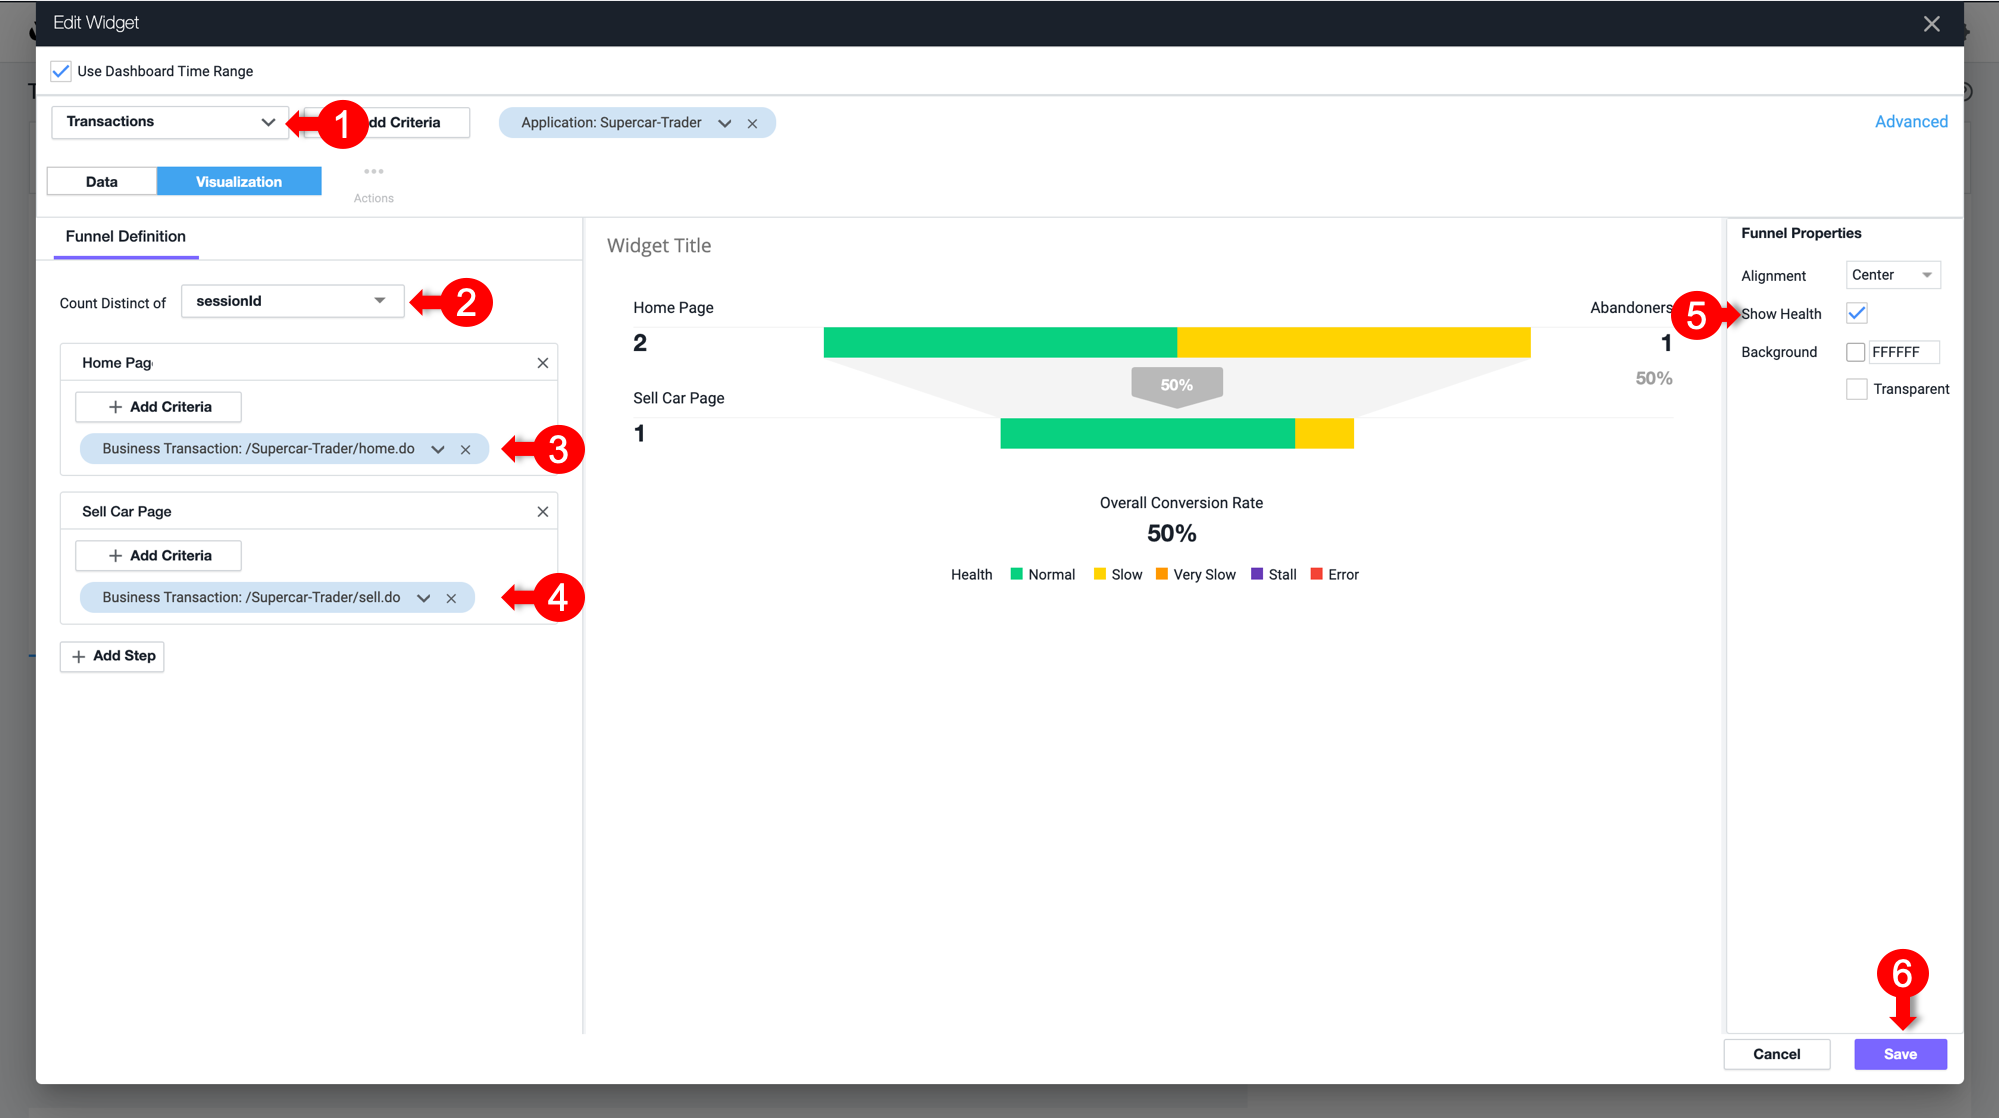 Edit Widget
Use Dashboard Time Range
Transactions
1
dd Criteria
Application: Supercar-Trader
Advanced
Data
Visualization
Actions
Funnel Definition
Count Distinct of
sessionId
2
Home Pag
Add Criteria
Business Transaction: /Supercar-Trader/home.do
3
Sell Car Page
Add Criteria
Business Transaction: /Supercar-Trader/sell.do
4
Add Step
Widget Title
Home Page
Abandoners
2
1
50%
50%
Sell Car Page
1
Overall Conversion Rate
50%
Health Normal Slow Very Slow Stall Error
Funnel Properties
Alignment
Center
5
Show Health
Background
FFFFFF
Transparent
6
Cancel
Save